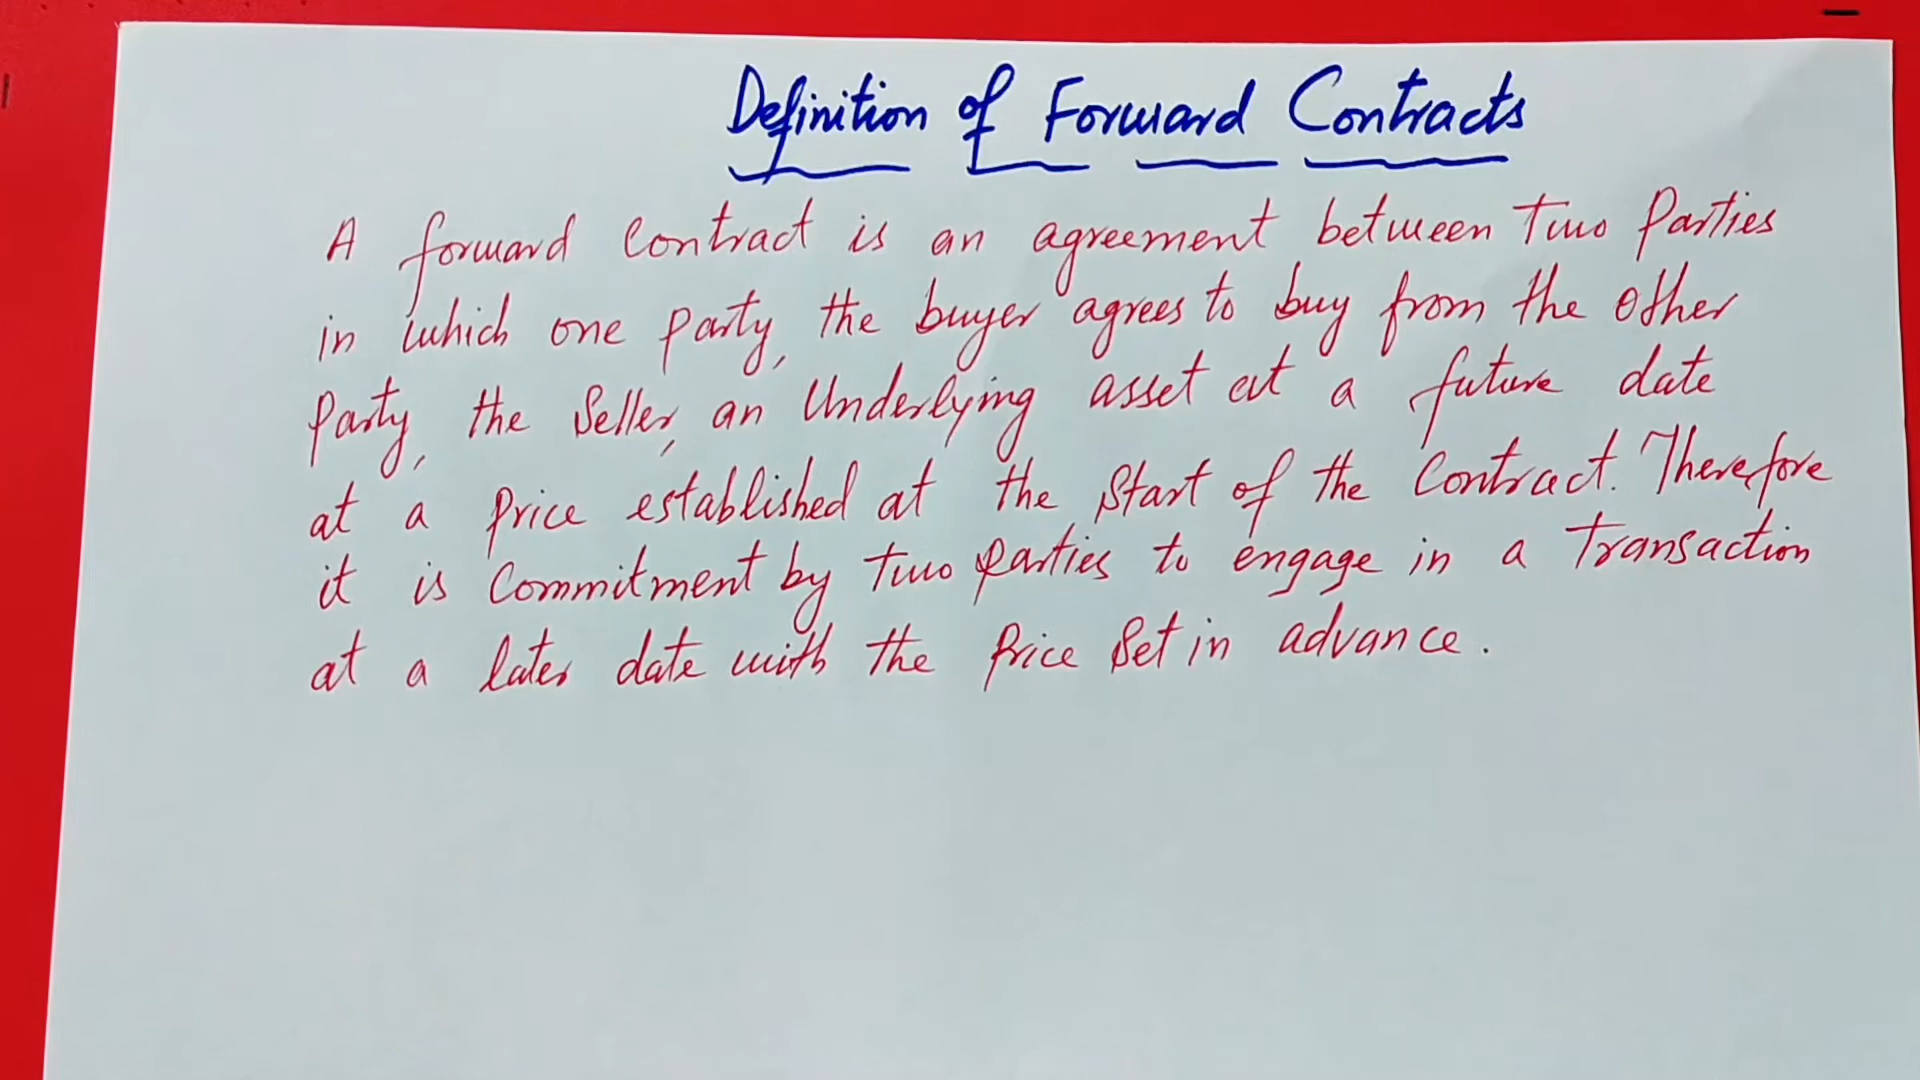 Definition of Forward Contracts
A forward Contract is an agreement between Two Parties
in which one party, the buyer agrees to buy from the other
Party, the Seller, an Underlying asset at a future date
at a Price established at the Start of the Contract. Therefore
it is Commitment by Two parties to engage in a Transaction
at a later date with the Price Set in advance.